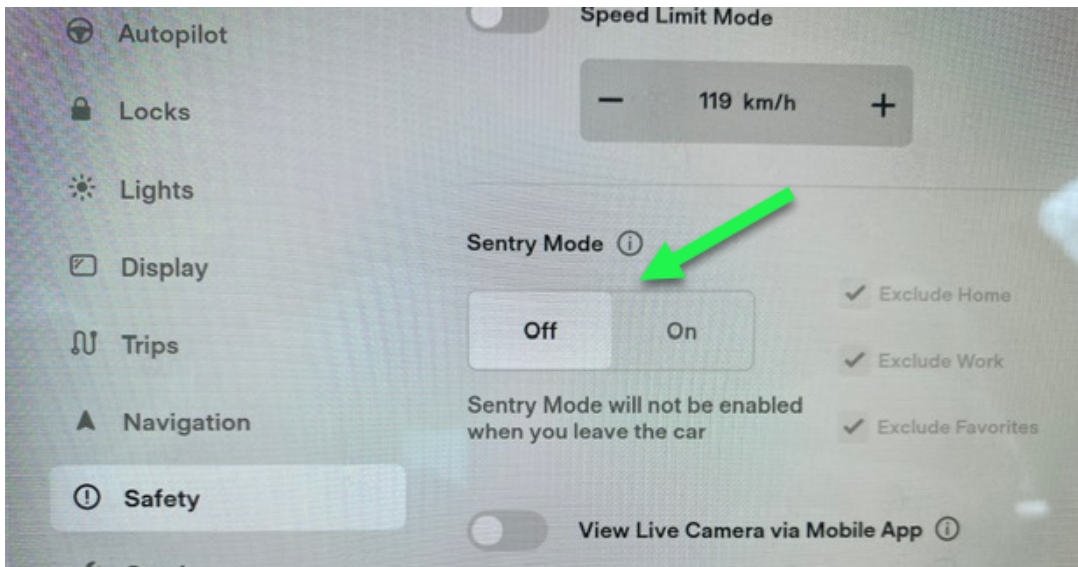 Autopilot
Locks
Lights
Display
Trips
Navigation
Safety
Speed Limit Mode
119 km/h
Sentry Mode
Off
On
Exclude Home
Exclude Work
Exclude Favorites
Sentry Mode will not be enabled
when you leave the car
View Live Camera via Mobile App